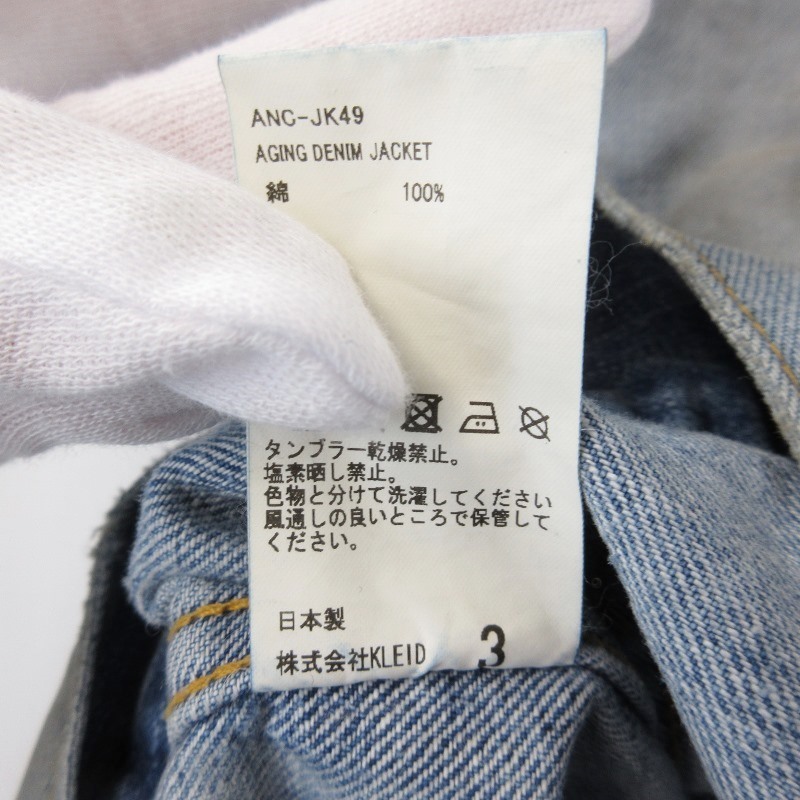 ANC-JK49
AGING DENIM JACKET
綿 100%
タンブラー乾燥禁止。
塩素晒し禁止。
色物と分けて洗濯してください
風通しの良いところで保管して
ください。
日本製
株式会社KLEID 3